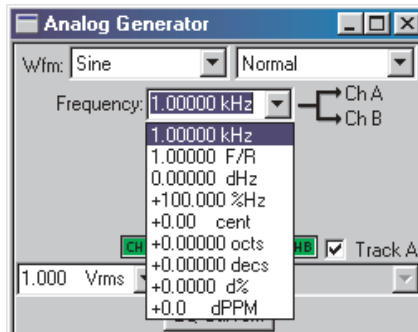 Analog Generator
Wfm: Sine Normal
Frequency: 1.00000 kHz Ch A
Ch B
1.00000 kHz
1.00000 F/R
0.00000 dHz
+100.000 %Hz
+0.00 cent
+0.00000 octs
+0.00000 decs
+0.0000 d%
+0.0 dPPM
CH HB Track A
1.000 Vrms